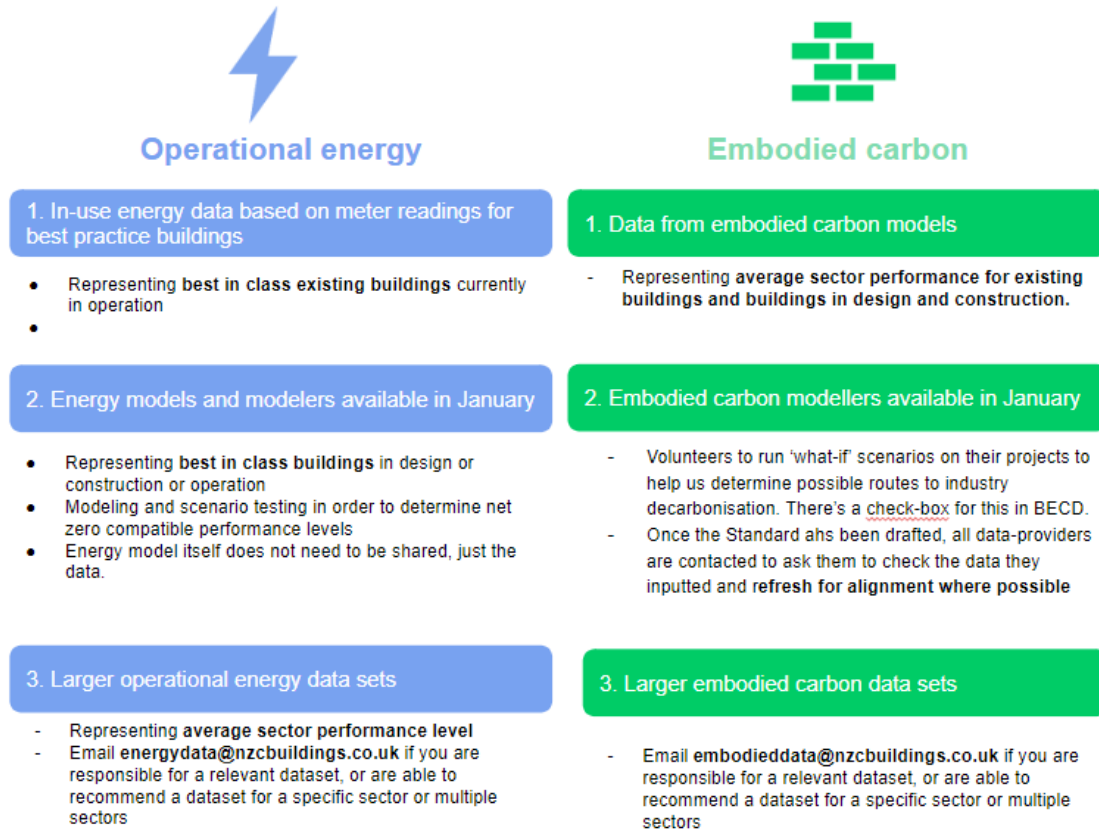 Operational energy
1. In-use energy data based on meter readings for
best practice buildings
● Representing best in class existing buildings currently
in operation
●
2. Energy models and modelers available in January
● Representing best in class buildings in design or
construction or operation
● Modeling and scenario testing in order to determine net
zero compatible performance levels
● Energy model itself does not need to be shared, just the
data.
3. Larger operational energy data sets
- Representing average sector performance level
- Email energydata@nzcbuildings.co.uk if you are
responsible for a relevant dataset, or are able to
recommend a dataset for a specific sector or multiple
sectors
Embodied carbon
1. Data from embodied carbon models
- Representing average sector performance for existing
buildings and buildings in design and construction.
2. Embodied carbon modellers available in January
- Volunteers to run ‘what-if’ scenarios on their projects to
help us determine possible routes to industry
decarbonisation. There’s a check-box for this in BECD.
- Once the Standard ahs been drafted, all data-providers
are contacted to ask them to check the data they
inputted and refresh for alignment where possible
3. Larger embodied carbon data sets
- Email embodieddata@nzcbuildings.co.uk if you are
responsible for a relevant dataset, or are able to
recommend a dataset for a specific sector or multiple
sectors